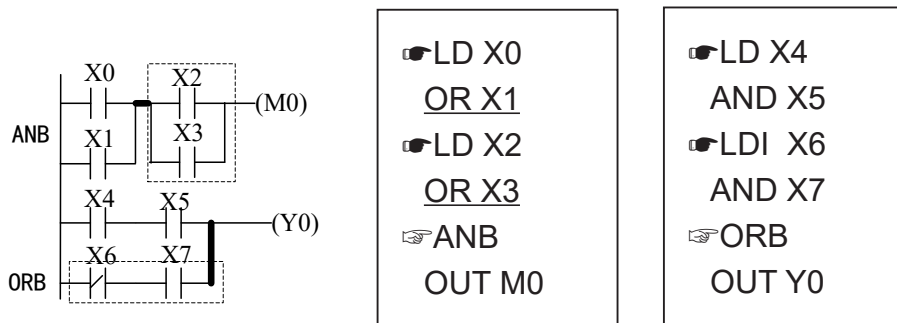 X0 X2
(M0)
ANB
X1 X3
X4 X5
(Y0)
X6 X7
ORB
☛LD X0
OR X1
☛LD X2
OR X3
☞ANB
OUT M0
☛LD X4
AND X5
☛LDI X6
AND X7
☞ORB
OUT Y0